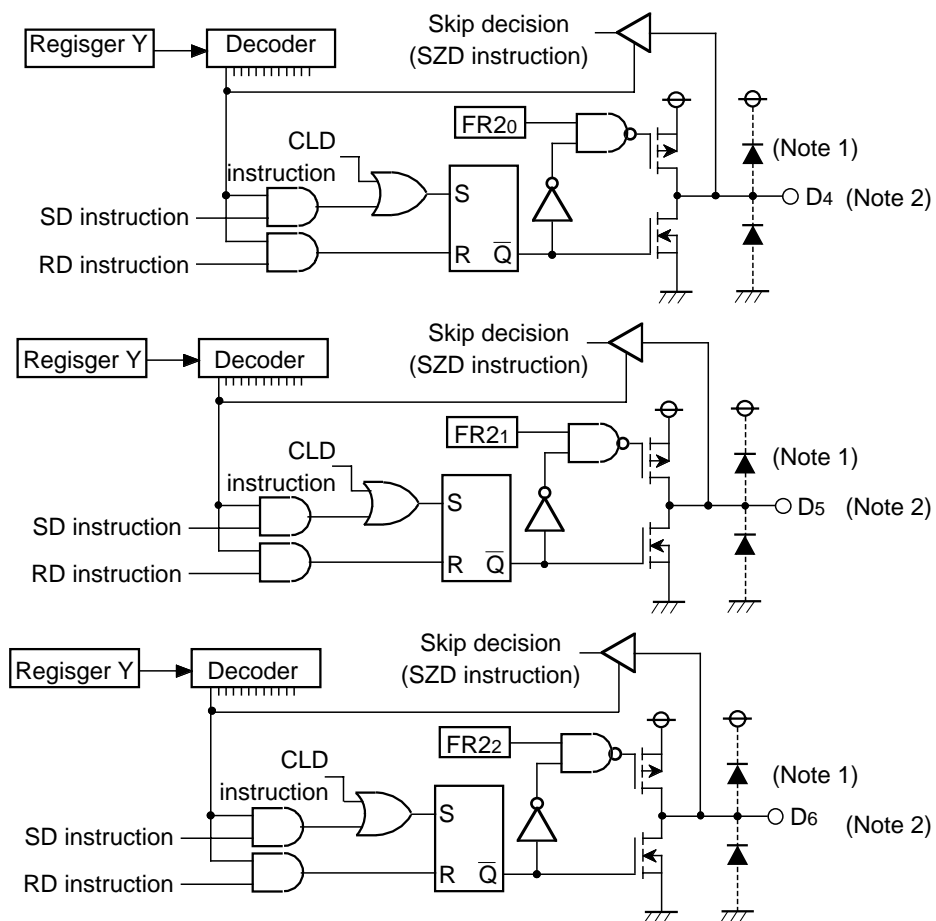 Regisger Y
Decoder
Skip decision
(SZD instruction)
FR20
CLD
instruction
SD instruction
RD instruction
S
R
Q
(Note 1)
D4 (Note 2)
Regisger Y
Decoder
Skip decision
(SZD instruction)
FR21
CLD
instruction
SD instruction
RD instruction
S
R
Q
(Note 1)
D5 (Note 2)
Regisger Y
Decoder
Skip decision
(SZD instruction)
FR22
CLD
instruction
SD instruction
RD instruction
S
R
Q
(Note 1)
D6 (Note 2)